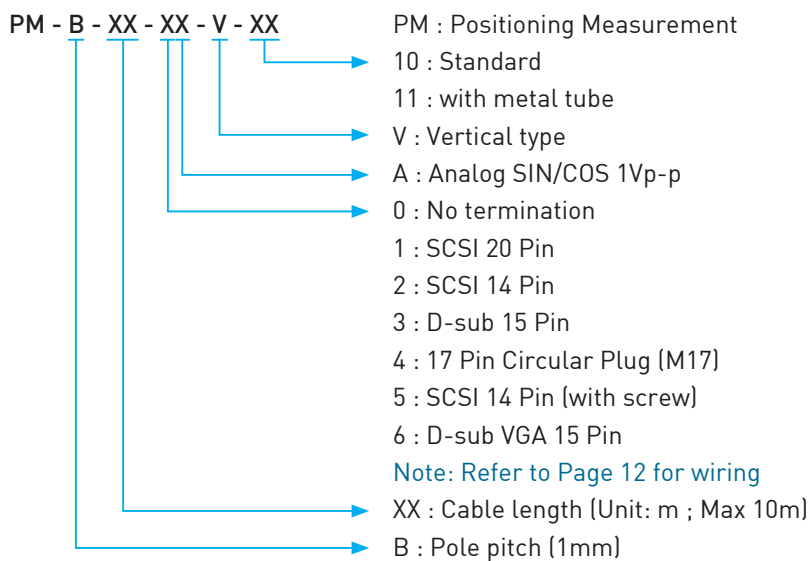 PM - B - XX - XX - V - XX
PM : Positioning Measurement
10 : Standard
11 : with metal tube
V : Vertical type
A : Analog SIN/COS 1Vp-p
0 : No termination
1 : SCSI 20 Pin
2 : SCSI 14 Pin
3 : D-sub 15 Pin
4 : 17 Pin Circular Plug (M17)
5 : SCSI 14 Pin (with screw)
6 : D-sub VGA 15 Pin
Note: Refer to Page 12 for wiring
XX : Cable length (Unit: m ; Max 10m)
B : Pole pitch (1mm)